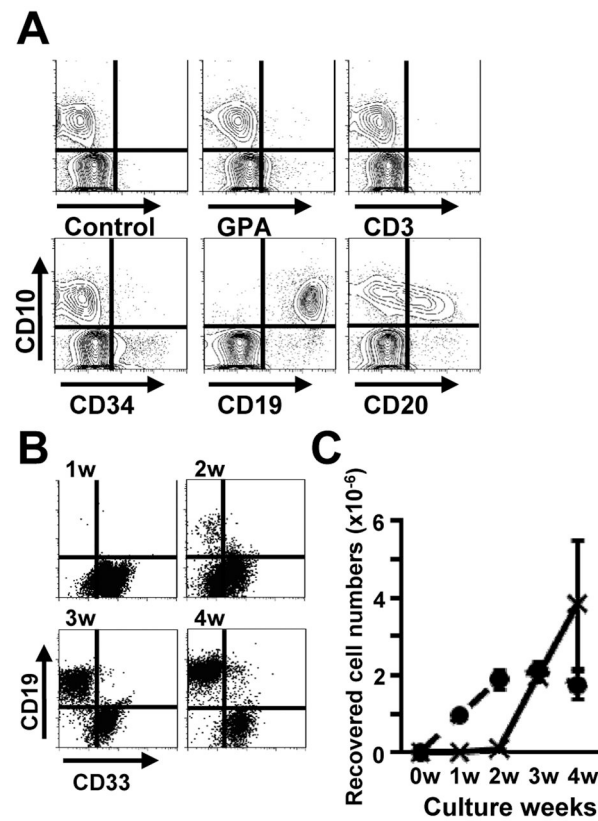 A
Control
GPA
CD3
CD10
CD34
CD19
CD20
B
1w
2w
3w
4w
CD19
CD33
C
Recovered cell numbers (x10-6)
6
4
2
0
0w 1w 2w 3w 4w
Culture weeks